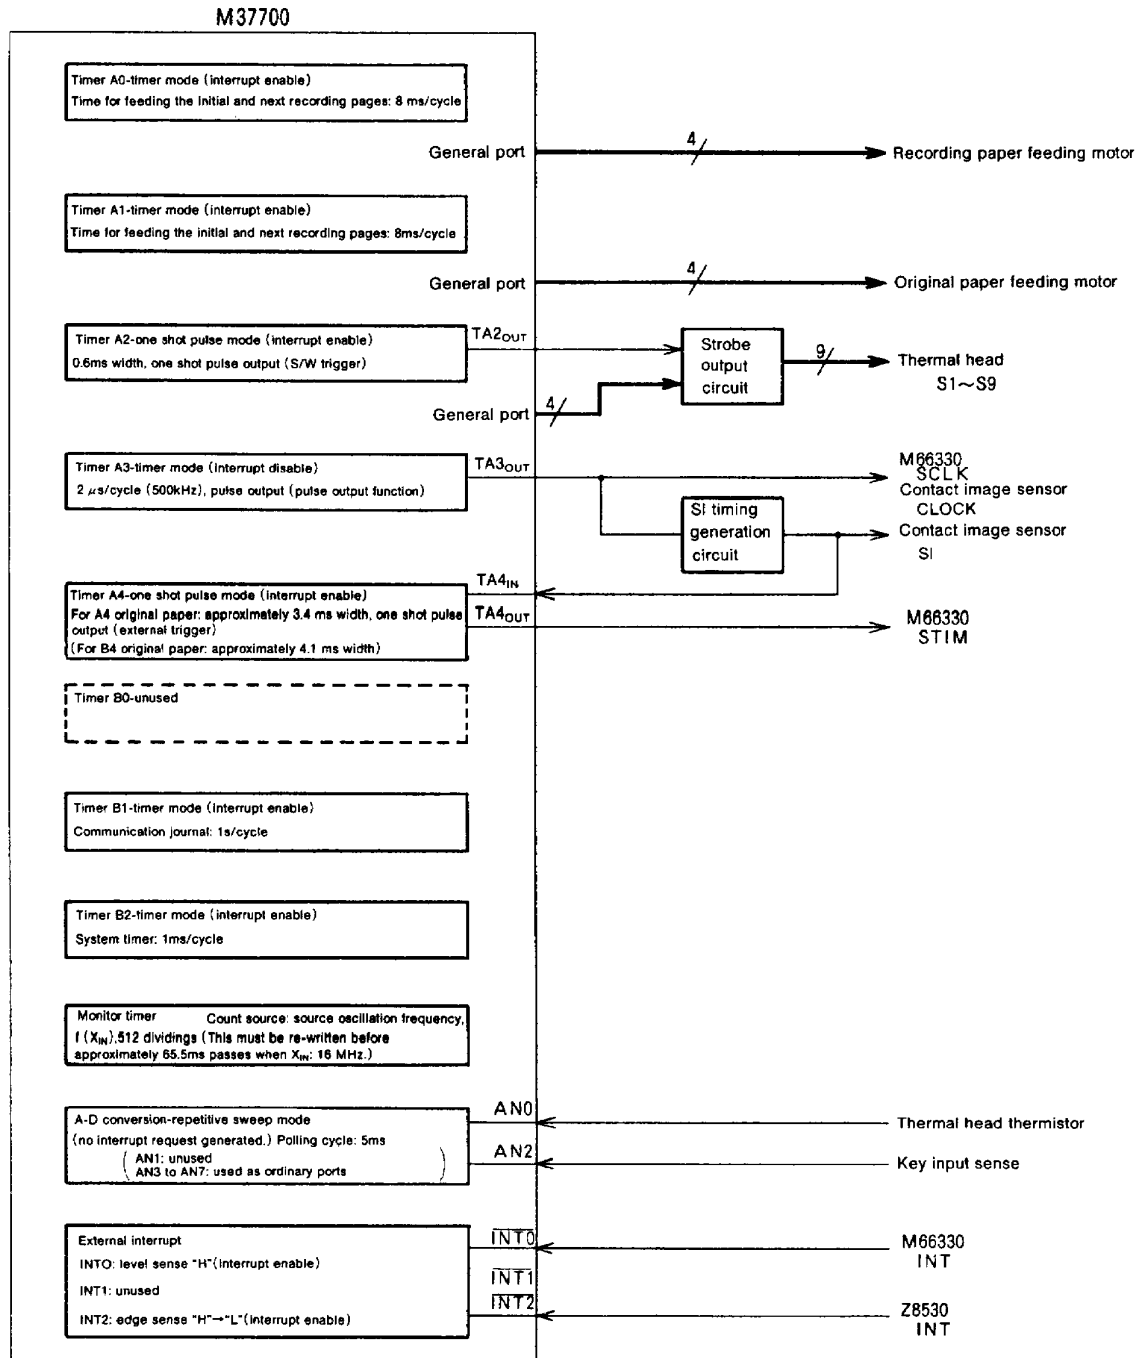 M37700
Timer A0-timer mode (interrupt enable)
Time for feeding the initial and next recording pages: 8 ms/cycle
General port
4
Recording paper feeding motor
Timer A1-timer mode (interrupt enable)
Time for feeding the initial and next recording pages: 8ms/cycle
General port
4
Original paper feeding motor
Timer A2-one shot pulse mode (interrupt enable)
0.6ms width, one shot pulse output (S/W trigger)
TA2OUT
Strobe
output
circuit
9
Thermal head
S1~S9
General port
4
Timer A3-timer mode (interrupt disable)
2 μs/cycle (500kHz), pulse output (pulse output function)
TA3OUT
M66330
SCLK
Contact image sensor
CLOCK
SI timing
generation
circuit
Contact image sensor
SI
Timer A4-one shot pulse mode (interrupt enable)
For A4 original paper: approximately 3.4 ms width, one shot pulse
output (external trigger)
(For B4 original paper: approximately 4.1 ms width)
TA4IN
TA4OUT
M66330
STIM
Timer B0-unused
Timer B1-timer mode (interrupt enable)
Communication journal: 1s/cycle
Timer B2-timer mode (interrupt enable)
System timer: 1ms/cycle
Monitor timer Count source: source oscillation frequency,
f (XIN),512 dividings (This must be re-written before
approximately 65.5ms passes when XIN: 16 MHz.)
A-D conversion-repetitive sweep mode
(no interrupt request generated.) Polling cycle: 5ms
(AN1: unused
AN3 to AN7: used as ordinary ports)
AN0
Thermal head thermistor
AN2
Key input sense
External interrupt
INT0: level sense "H"(interrupt enable)
INT1: unused
INT2: edge sense "H"→"L"(interrupt enable)
INT0
INT1
INT2
M66330
INT
Z8530
INT